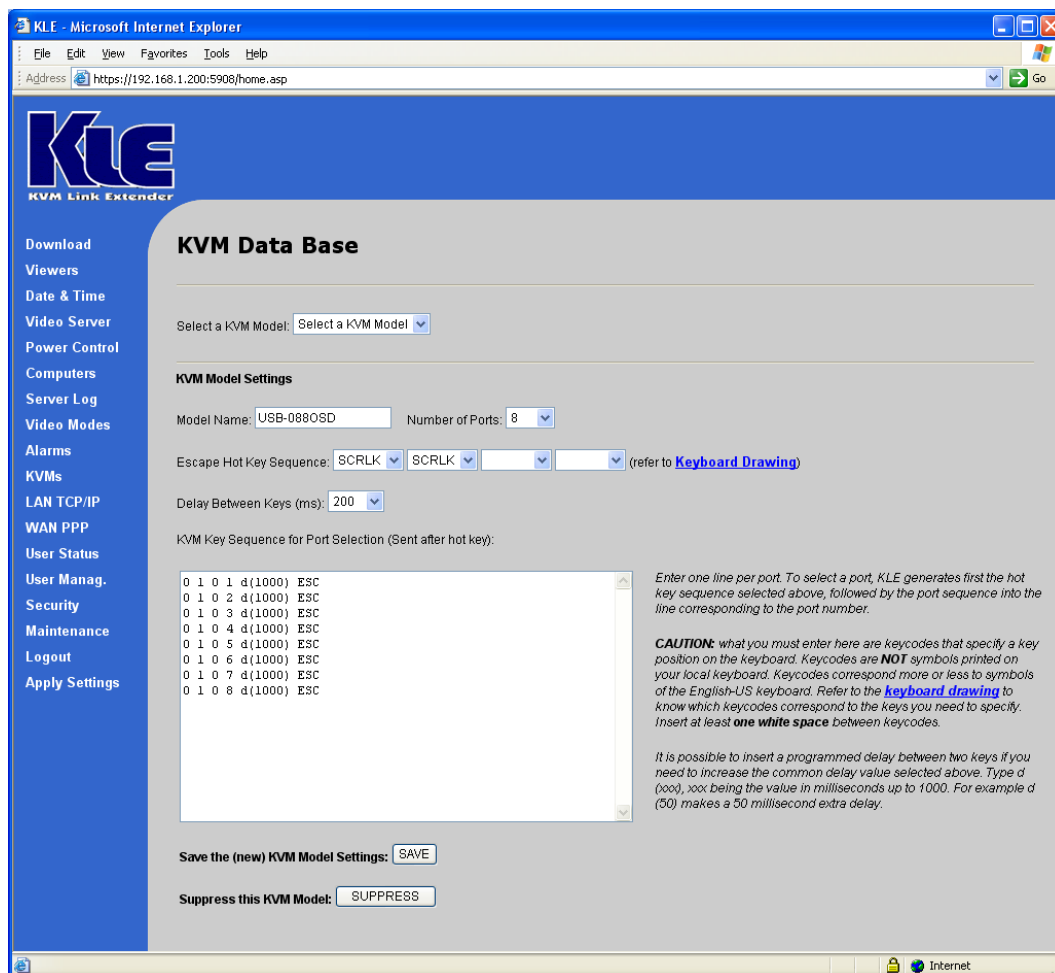 KLE - Microsoft Internet Explorer
File Edit View Favorites Tools Help
Address https://192.168.1.200:5908/home.asp Go
KLE
KVM Link Extender
Download
Viewers
Date & Time
Video Server
Power Control
Computers
Server Log
Video Modes
Alarms
KVMs
LAN TCP/IP
WAN PPP
User Status
User Manag.
Security
Maintenance
Logout
Apply Settings
KVM Data Base
Select a KVM Model: Select a KVM Model
KVM Model Settings
Model Name: USB-088OSD Number of Ports: 8
Escape Hot Key Sequence: SCRLK SCRLK (refer to Keyboard Drawing)
Delay Between Keys (ms): 200
KVM Key Sequence for Port Selection (Sent after hot key):
0 1 0 1 d(1000) ESC
0 1 0 2 d(1000) ESC
0 1 0 3 d(1000) ESC
0 1 0 4 d(1000) ESC
0 1 0 5 d(1000) ESC
0 1 0 6 d(1000) ESC
0 1 0 7 d(1000) ESC
0 1 0 8 d(1000) ESC
Enter one line per port. To select a port, KLE generates first the hot
key sequence selected above, followed by the port sequence into the
line corresponding to the port number.
CAUTION: what you must enter here are keycodes that specify a key
position on the keyboard. Keycodes are NOT symbols printed on
your local keyboard. Keycodes correspond more or less to symbols
of the English-US keyboard. Refer to the keyboard drawing to
know which keycodes correspond to the keys you need to specify.
Insert at least one white space between keycodes.
It is possible to insert a programmed delay between two keys if you
need to increase the common delay value selected above. Type d
(xxx), xxx being the value in milliseconds up to 1000. For example d
(50) makes a 50 millisecond extra delay.
Save the (new) KVM Model Settings: SAVE
Suppress this KVM Model: SUPPRESS
Internet